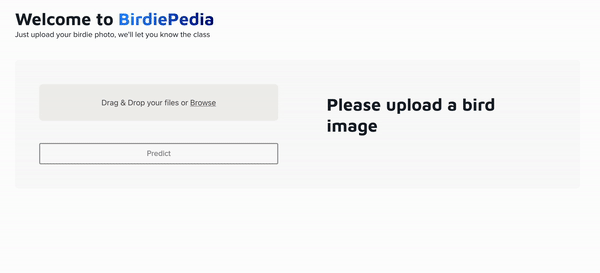 Welcome to BirdiePedia
Just upload your birdie photo, we'll let you know the class
Drag & Drop your files or Browse
Predict
Please upload a bird
image